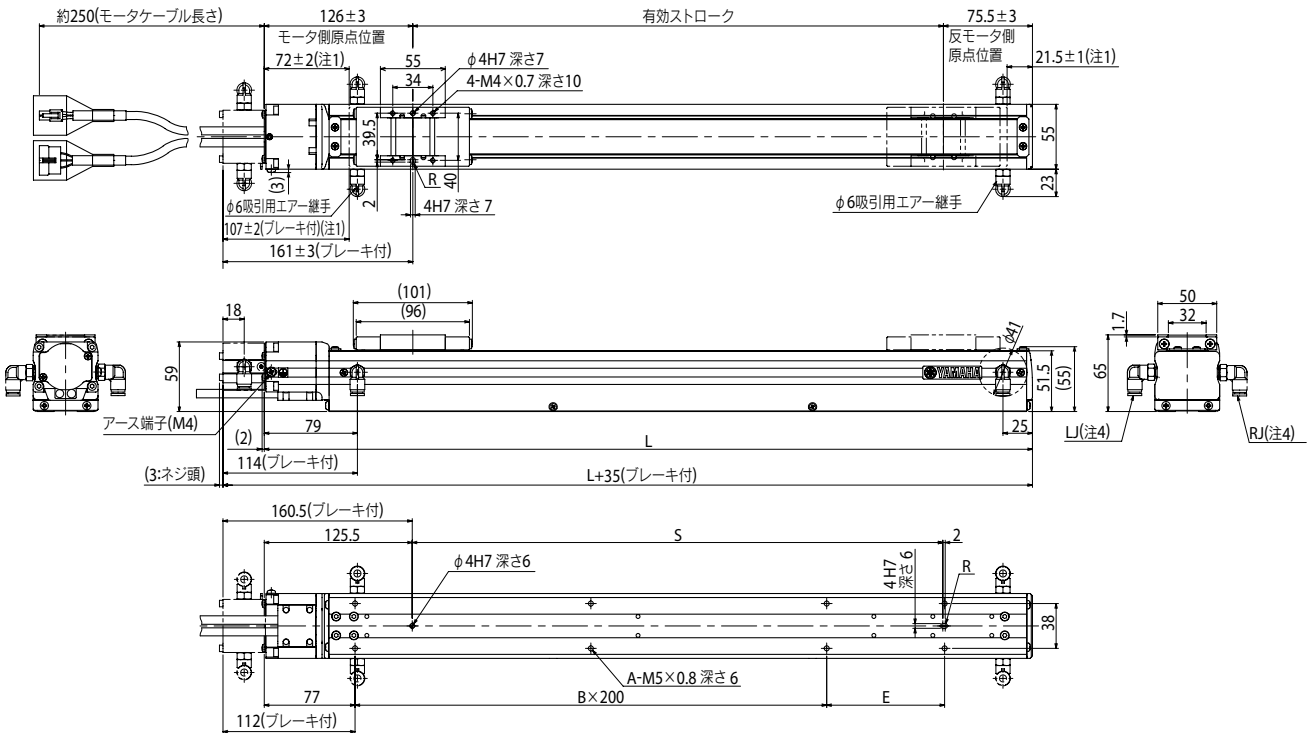 約250(モータケーブル長さ)
126±3
有効ストローク
75.5±3
モータ側原点位置
反モータ側
原点位置
72±2(注1)
55
φ4H7 深さ7
21.5±1(注1)
34
4-M4×0.7 深さ10
39.5
55
(3)
R
40
23
φ6吸引用エアー継手
2
4H7 深さ 7
φ6吸引用エアー継手
107±2(ブレーキ付)(注1)
161±3(ブレーキ付)
(101)
18
(96)
50
32
1.7
φ41
59
YAMAHA
51.5
(55)
65
アース端子(M4)
79
25
LJ(注4)
RJ(注4)
(2)
L
114(ブレーキ付)
(3:ネジ頭)
L+35(ブレーキ付)
160.5(ブレーキ付)
125.5
S
2
φ4H7 深さ6
4 H7
深さ 6
R
38
A-M5×0.8 深さ 6
77
B×200
E
112(ブレーキ付)